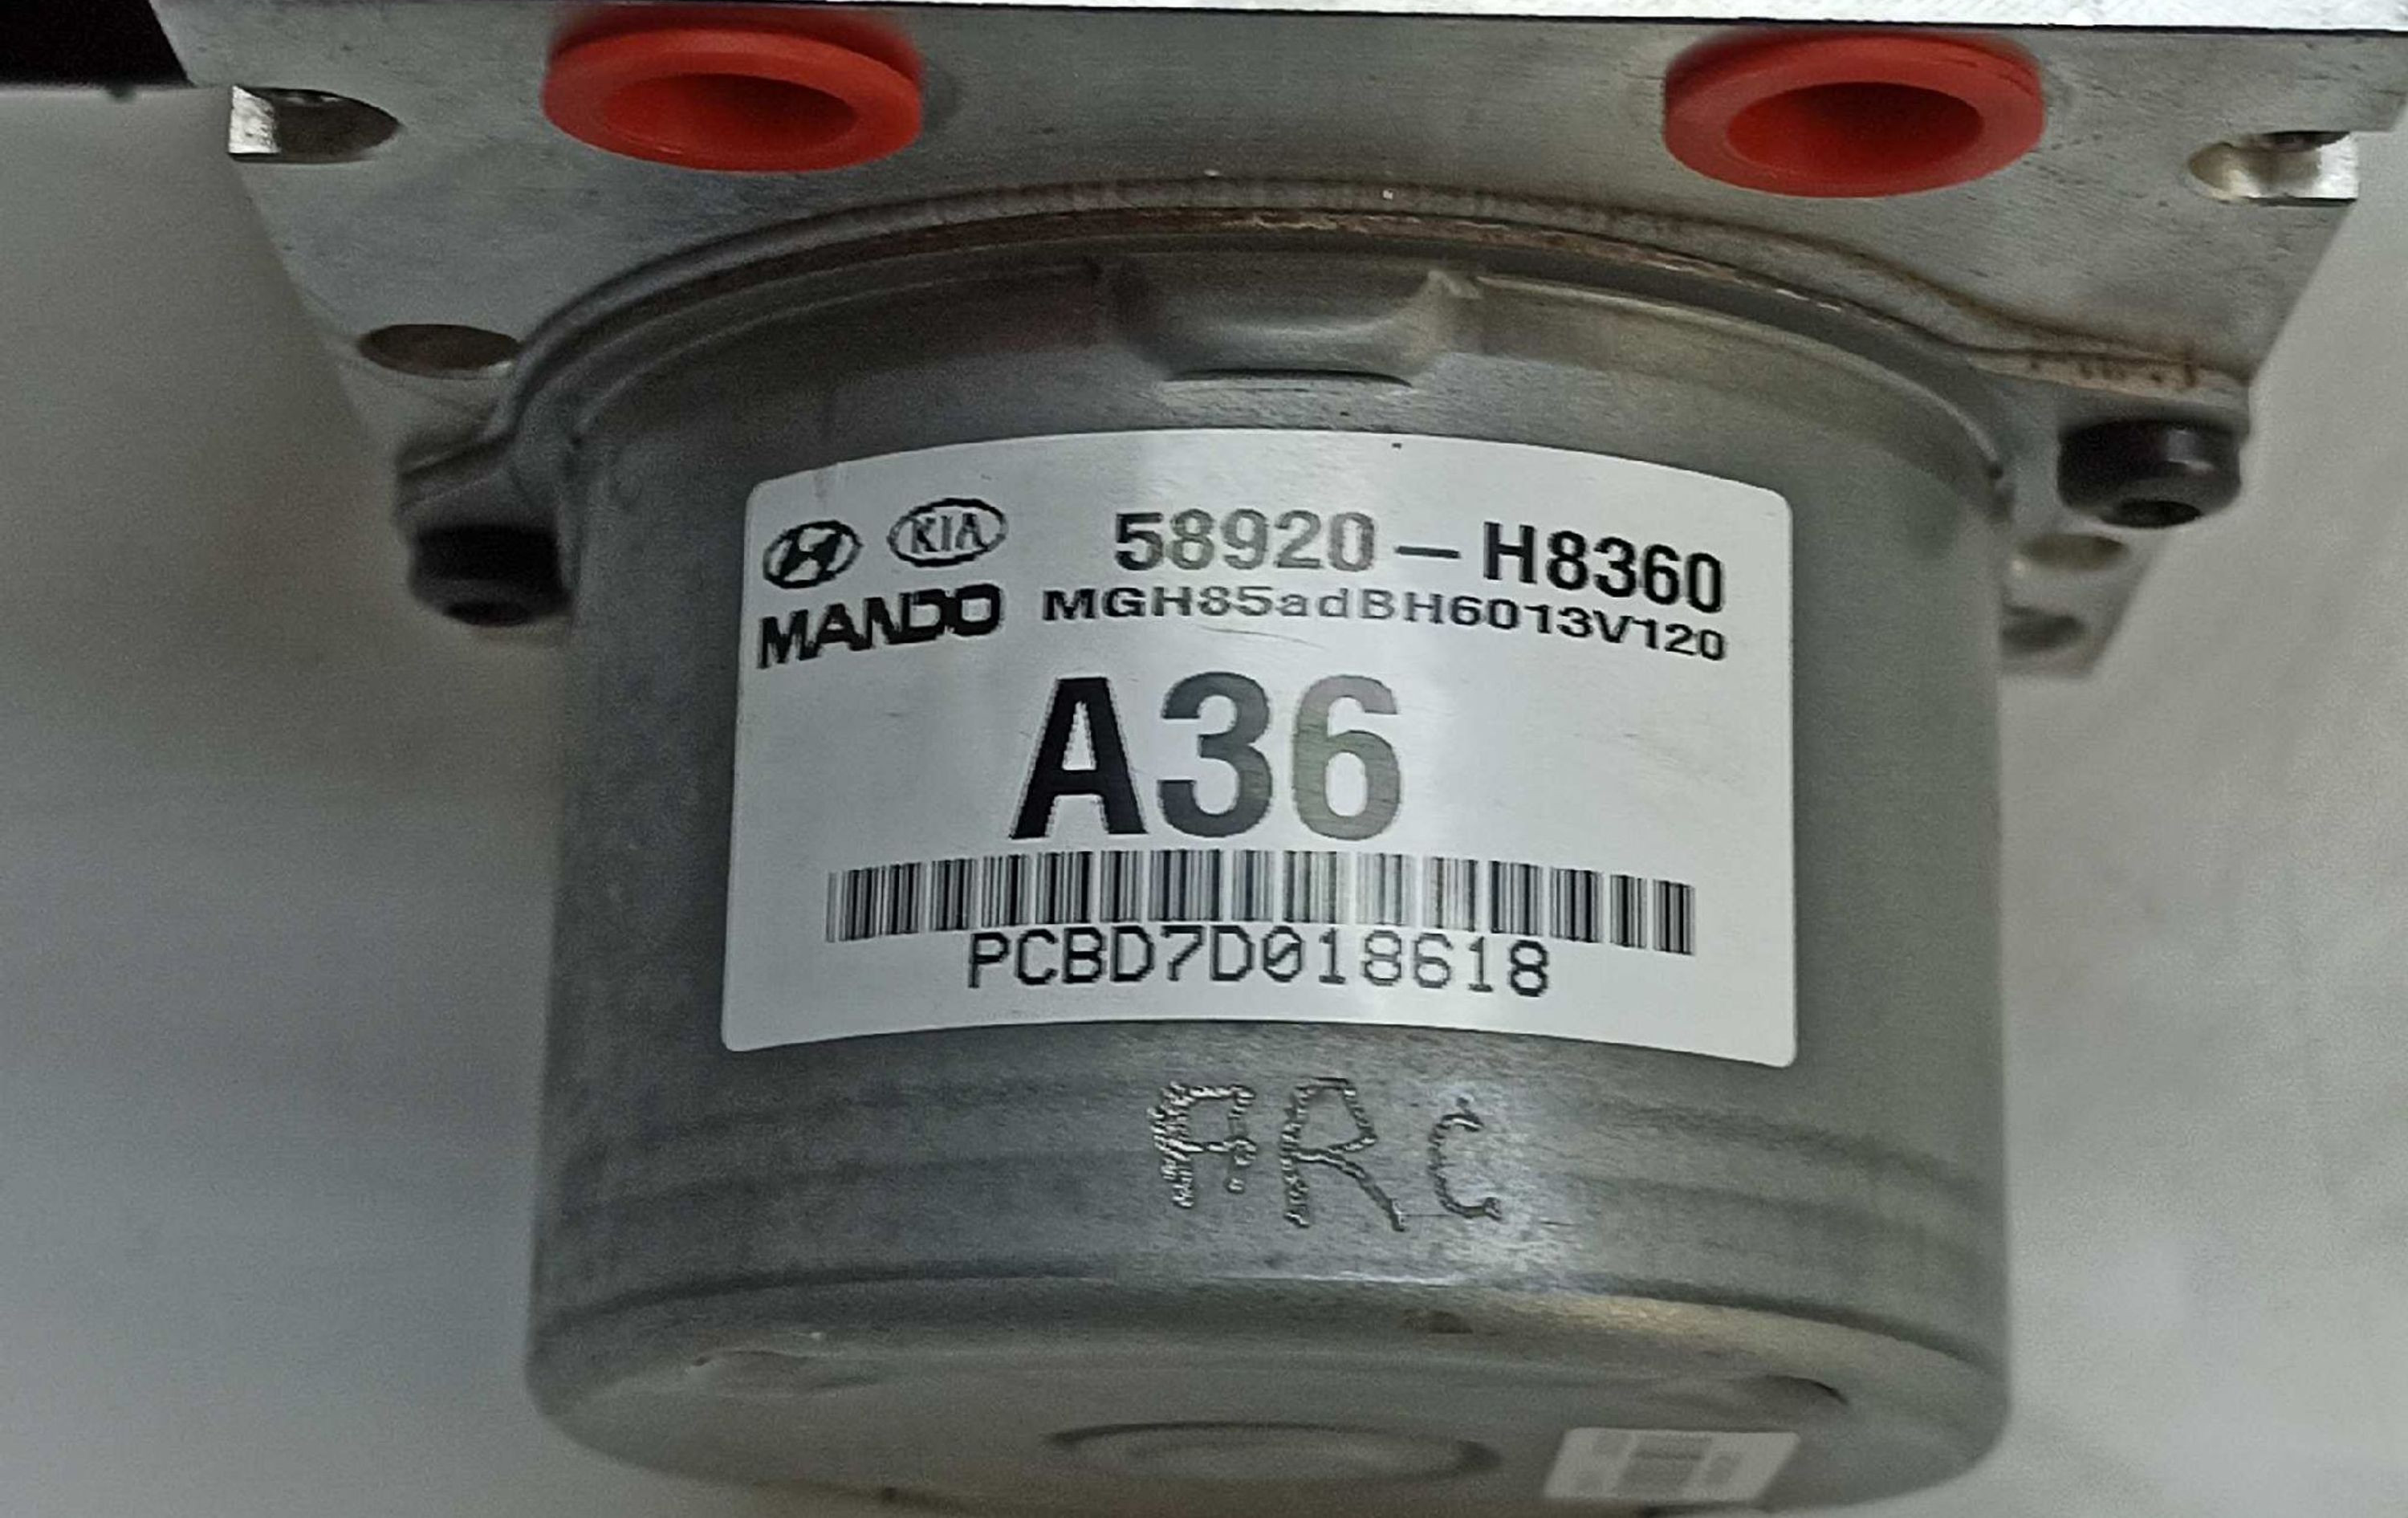 KIA 58920-H8360
MANDO MGH85adBH6013V120
A36
PCBD7D018618
ARC